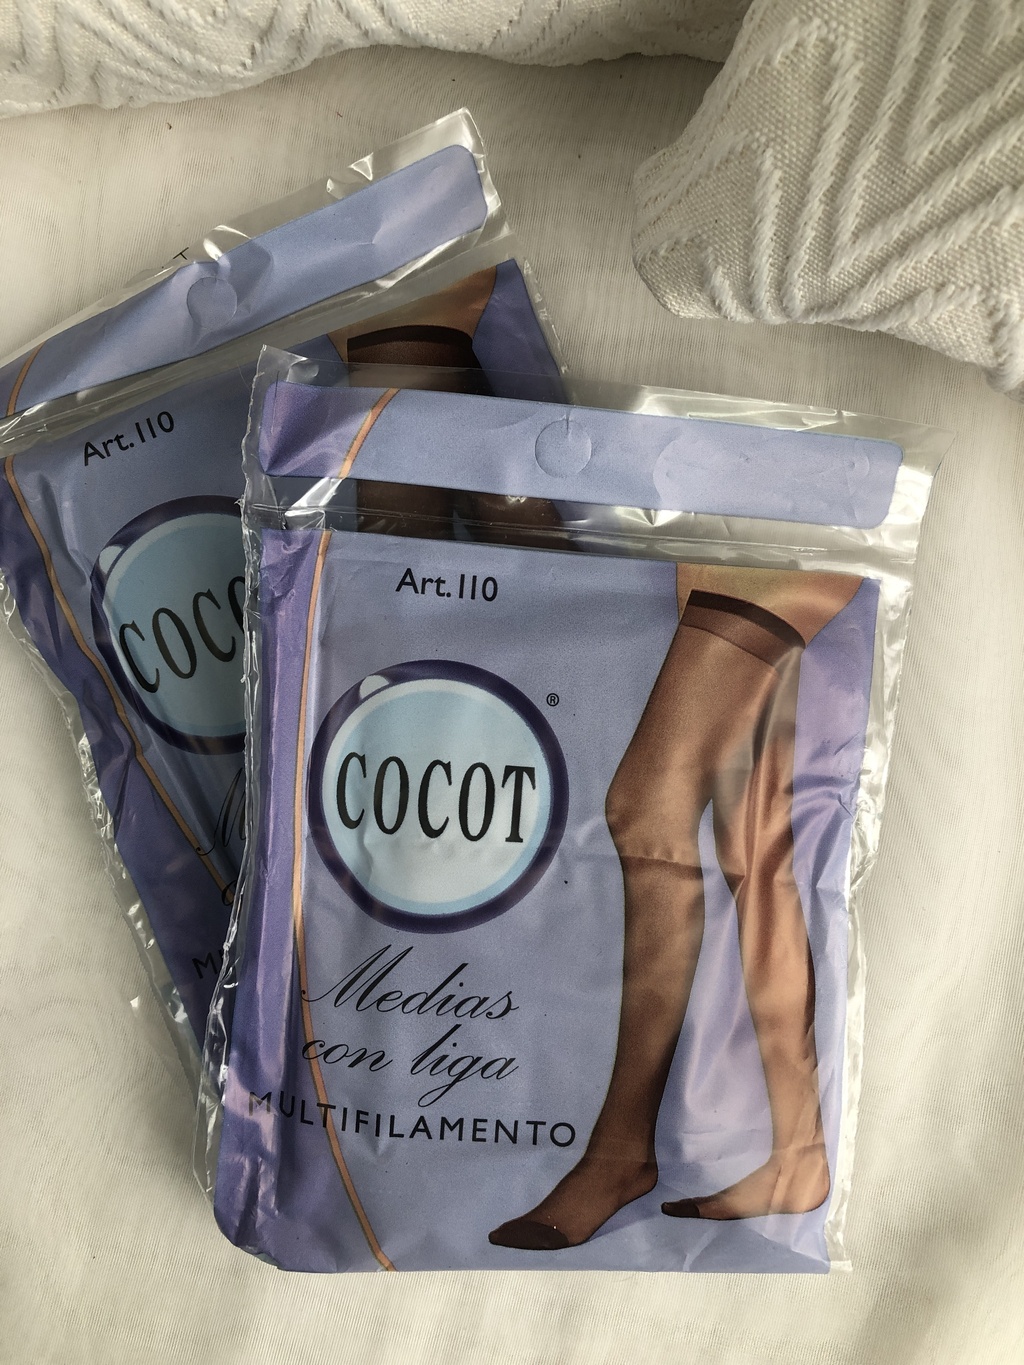 Art.110
COCOT
Art.110
®
COCOT
Medias
con liga
MULTIFILAMENTO